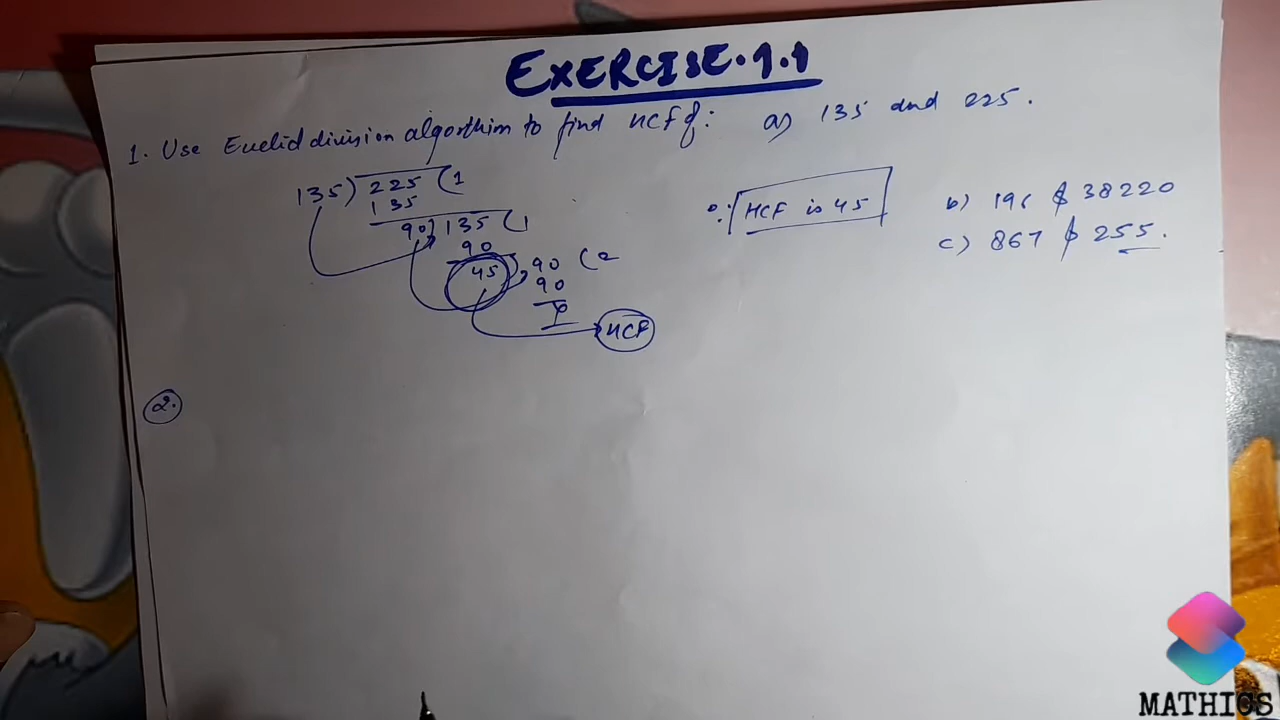 EXERCISE.1.1
1. Use Euclid division algorthim to find HCF of: a) 135 and 225.
b) 196 & 38220
c) 867 & 255.
135) 225 (1
135
90) 135 (1
90
45) 90 (2
90
0
HCF
∴ HCF is 45
2.
MATHICS